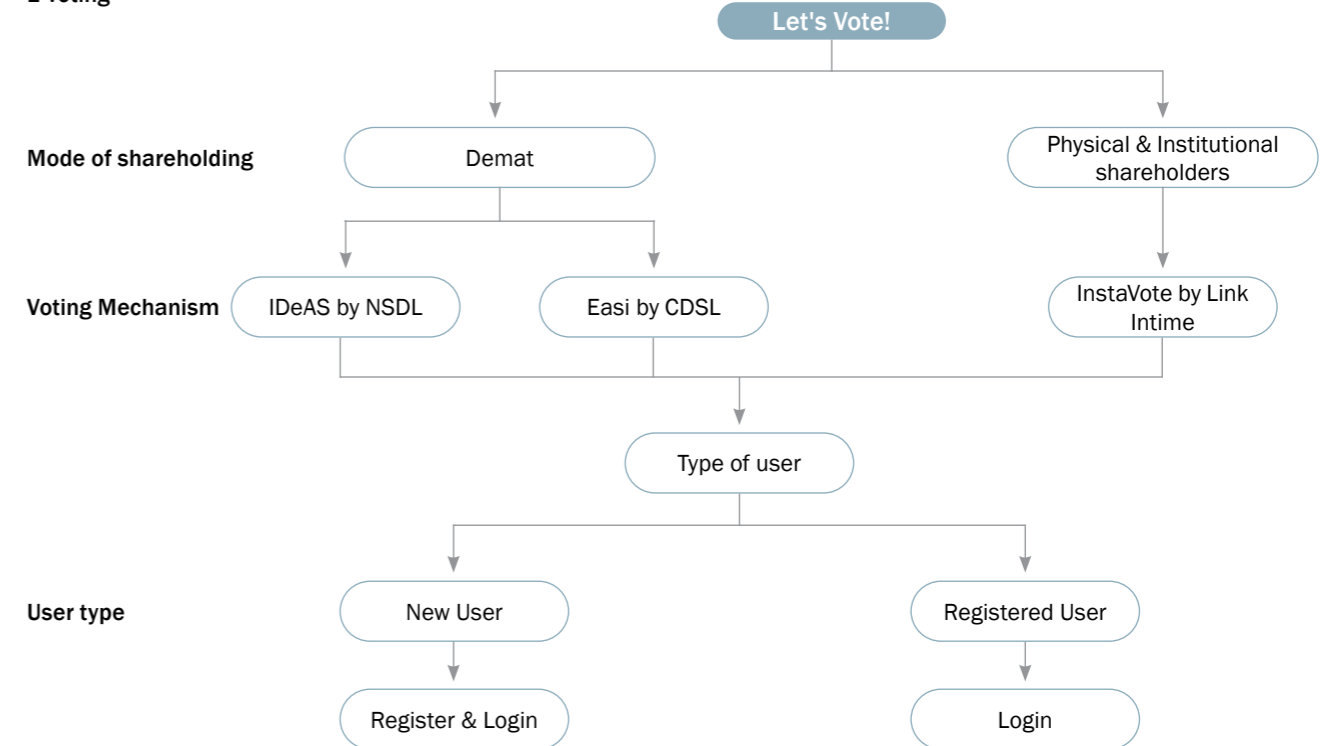 Let's Vote!
Mode of shareholding
Demat
Physical & Institutional
shareholders
Voting Mechanism
IDeAS by NSDL
Easi by CDSL
InstaVote by Link
Intime
Type of user
User type
New User
Registered User
Register & Login
Login